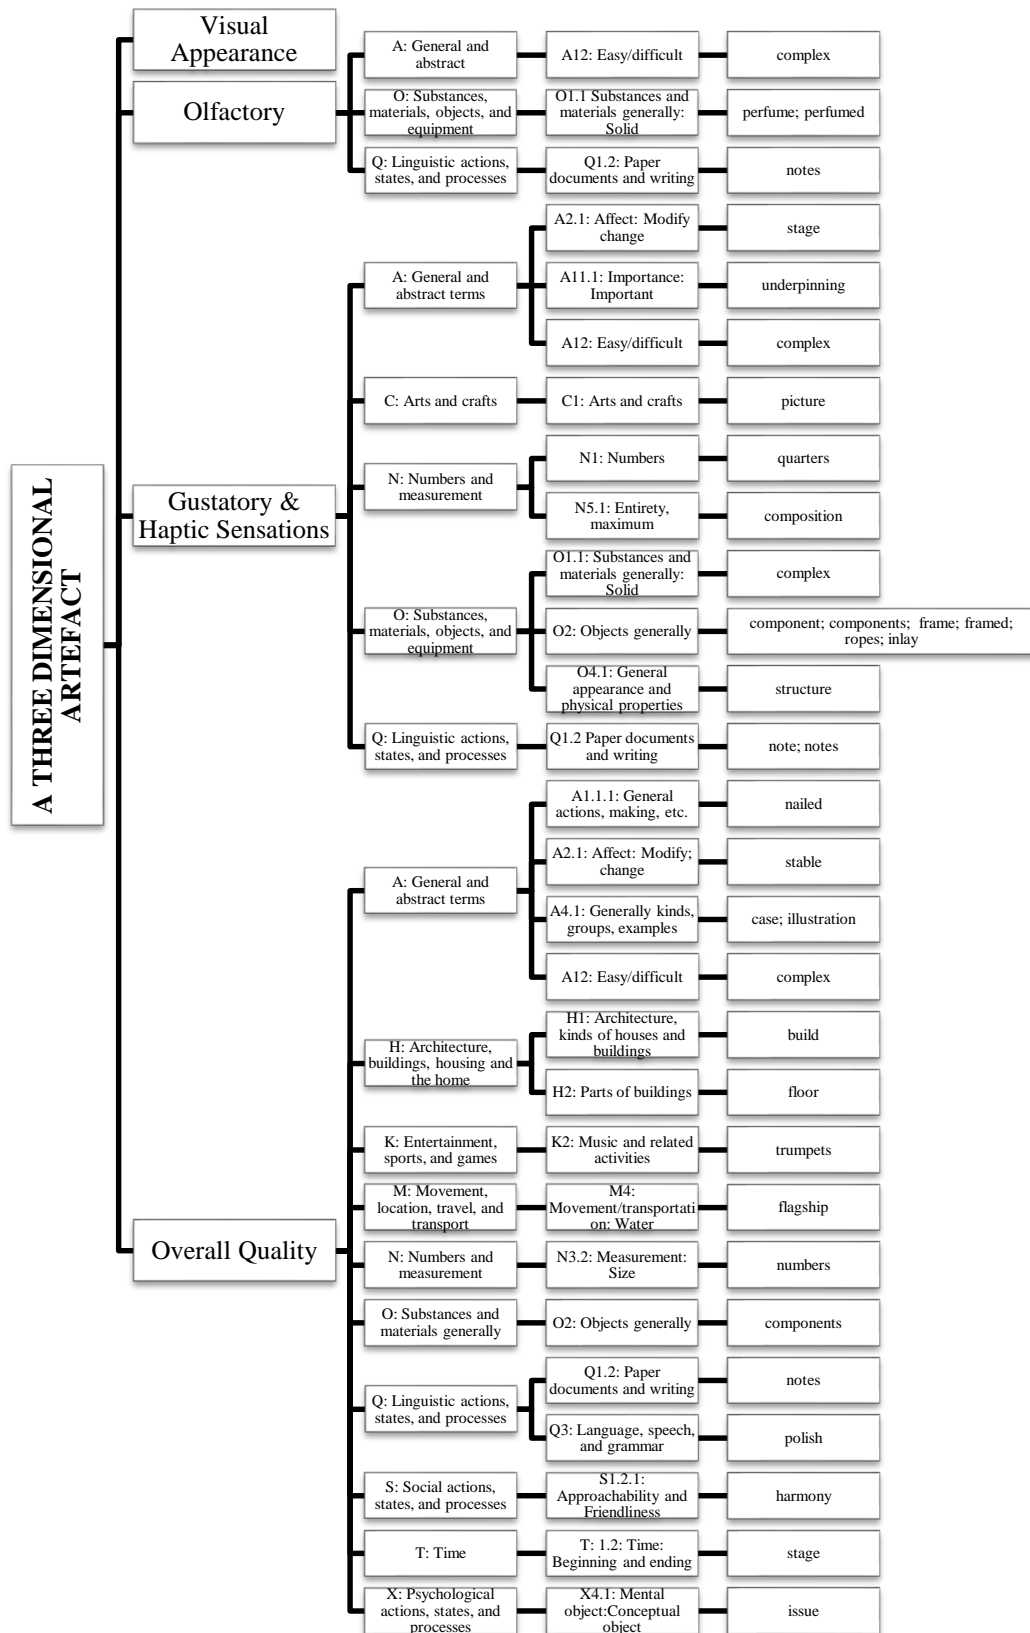 A THREE DIMENSIONAL
ARTEFACT
Visual
Appearance
Olfactory
A: General and
abstract
A12: Easy/difficult
complex
O: Substances,
materials, objects, and
equipment
O1.1 Substances and
materials generally:
Solid
perfume; perfumed
Q: Linguistic actions,
states, and processes
Q1.2: Paper
documents and writing
notes
Gustatory &
Haptic Sensations
A: General and
abstract terms
A2.1: Affect: Modify
change
stage
A11.1: Importance:
Important
underpinning
A12: Easy/difficult
complex
C: Arts and crafts
C1: Arts and crafts
picture
N: Numbers and
measurement
N1: Numbers
quarters
N5.1: Entirety,
maximum
composition
O: Substances,
materials, objects, and
equipment
O1.1: Substances and
materials generally:
Solid
complex
O2: Objects generally
component; components; frame; framed;
ropes; inlay
O4.1: General
appearance and
physical properties
structure
Q: Linguistic actions,
states, and processes
Q1.2 Paper documents
and writing
note; notes
Overall Quality
A: General and
abstract terms
A1.1.1: General
actions, making, etc.
nailed
A2.1: Affect: Modify;
change
stable
A4.1: Generally kinds,
groups, examples
case; illustration
A12: Easy/difficult
complex
H: Architecture,
buildings, housing and
the home
H1: Architecture,
kinds of houses and
buildings
build
H2: Parts of buildings
floor
K: Entertainment,
sports, and games
K2: Music and related
activities
trumpets
M: Movement,
location, travel, and
transport
M4:
Movement/transportati
on: Water
flagship
N: Numbers and
measurement
N3.2: Measurement:
Size
numbers
O: Substances and
materials generally
O2: Objects generally
components
Q: Linguistic actions,
states, and processes
Q1.2: Paper
documents and writing
notes
Q3: Language, speech,
and grammar
polish
S: Social actions,
states, and processes
S1.2.1:
Approachability and
Friendliness
harmony
T: Time
T: 1.2: Time:
Beginning and ending
stage
X: Psychological
actions, states, and
processes
X4.1: Mental
object:Conceptual
object
issue